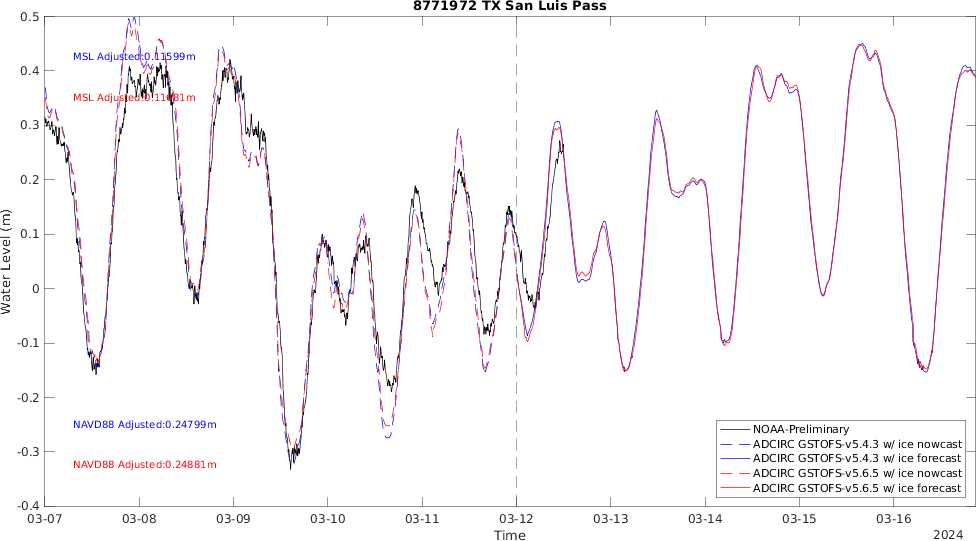 8771972 TX San Luis Pass
0.5
0.4
0.3
0.2
0.1
0
-0.1
-0.2
-0.3
-0.4
Water Level (m)
MSL Adjusted:0.11599m
MSL Adjusted:0.11681m
NAVD88 Adjusted:0.24799m
NAVD88 Adjusted:0.24881m
NOAA-Preliminary
ADCIRC GSTOFS-v5.4.3 w/ ice nowcast
ADCIRC GSTOFS-v5.4.3 w/ ice forecast
ADCIRC GSTOFS-v5.6.5 w/ ice nowcast
ADCIRC GSTOFS-v5.6.5 w/ ice forecast
03-07 03-08 03-09 03-10 03-11 03-12 03-13 03-14 03-15 03-16
Time
2024